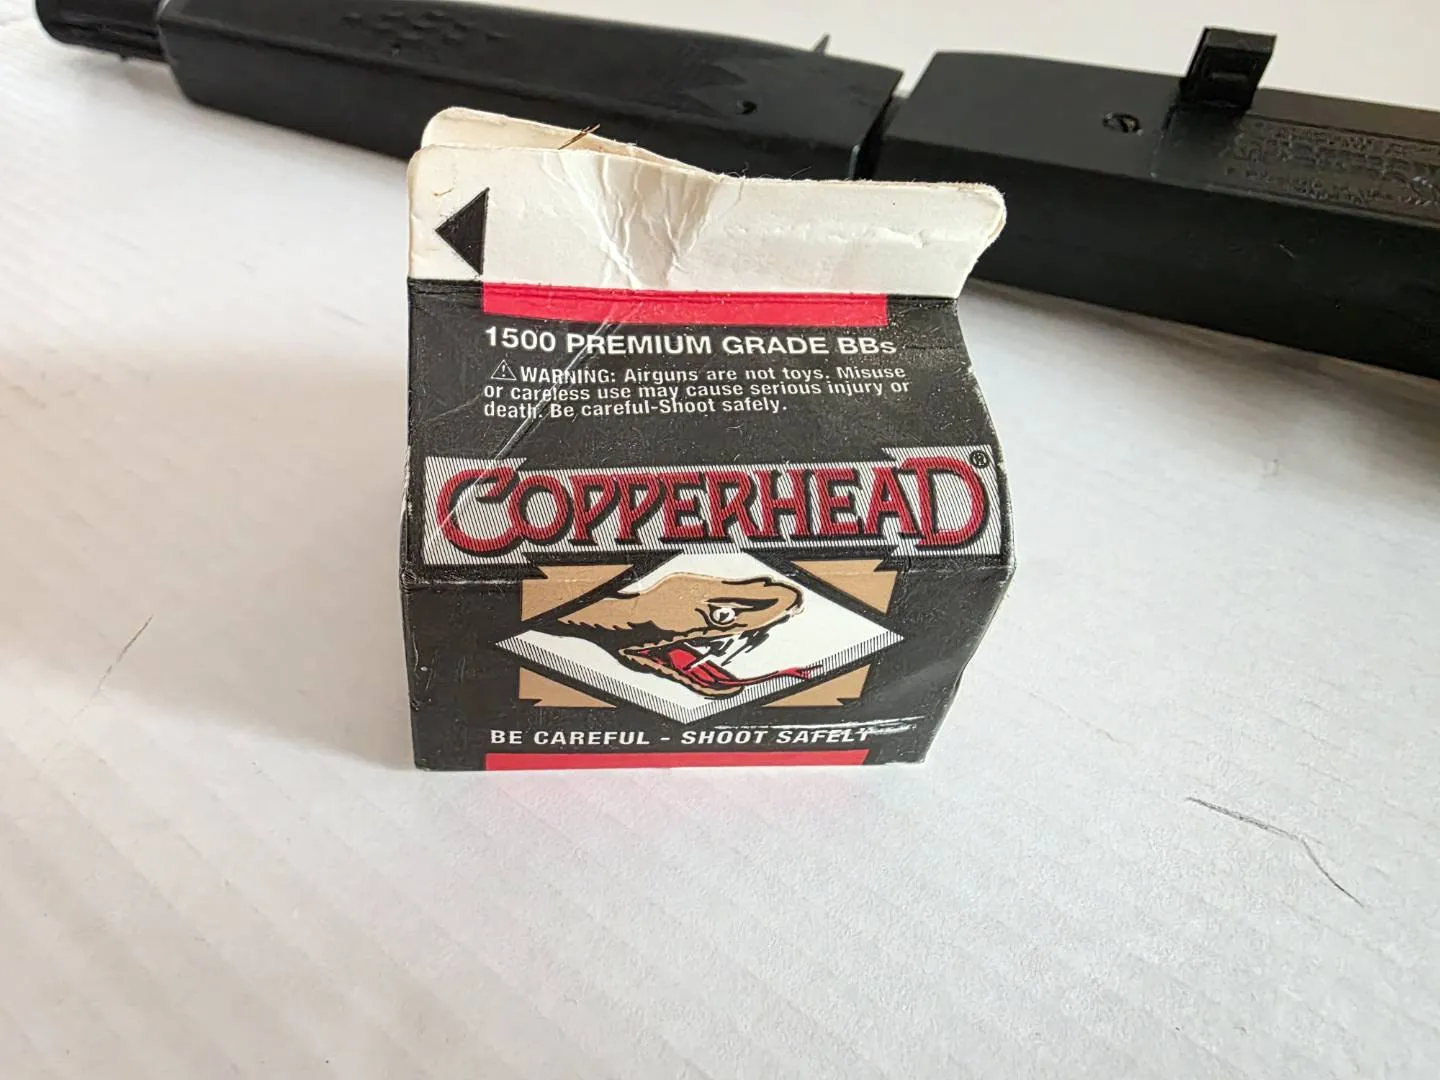 1500 PREMIUM GRADE BBs
⚠ WARNING: Airguns are not toys. Misuse
or careless use may cause serious injury or
death. Be careful-Shoot safely.
COPPERHEAD®
BE CAREFUL - SHOOT SAFELY